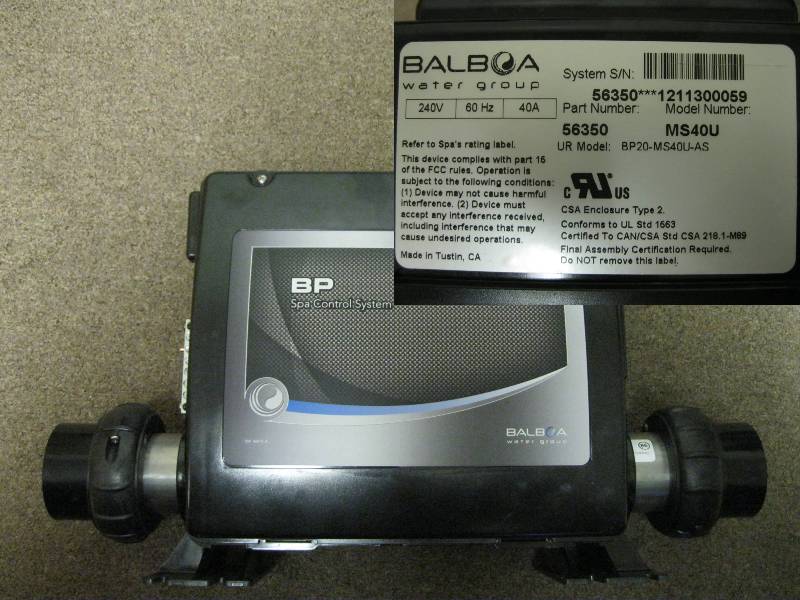 BALBOA
water group
System S/N:
56350***1211300059
240V 60 Hz 40A
Part Number: Model Number:
56350 MS40U
UR Model: BP20-MS40U-AS
Refer to Spa's rating label.
This device complies with part 15
of the FCC rules. Operation is
subject to the following conditions:
(1) Device may not cause harmful
interference. (2) Device must
accept any interference received,
including interference that may
cause undesired operations.
Made in Tustin, CA
C US
CSA Enclosure Type 2.
Conforms to UL Std 1563
Certified To CAN/CSA Std CSA 218.1-M89
Final Assembly Certification Required.
Do NOT remove this label.
BP
Spa Control System
BALBOA
water group